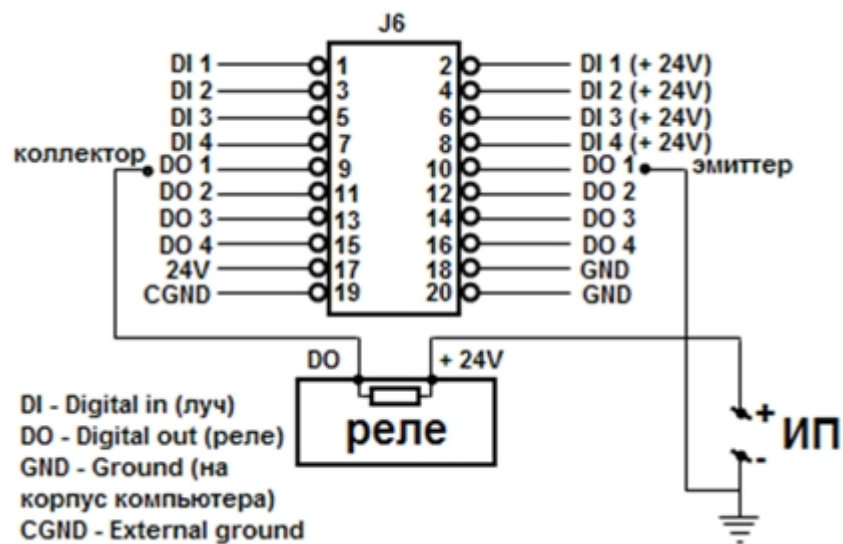 J6
DI 1 1 2 DI 1 (+ 24V)
DI 2 3 4 DI 2 (+ 24V)
DI 3 5 6 DI 3 (+ 24V)
DI 4 7 8 DI 4 (+ 24V)
коллектор DO 1 9 10 DO 1 эмиттер
DO 2 11 12 DO 2
DO 3 13 14 DO 3
DO 4 15 16 DO 4
24V 17 18 GND
CGND 19 20 GND
DO + 24V
реле
+ ИП
-
DI - Digital in (луч)
DO - Digital out (реле)
GND - Ground (на
корпус компьютера)
CGND - External ground